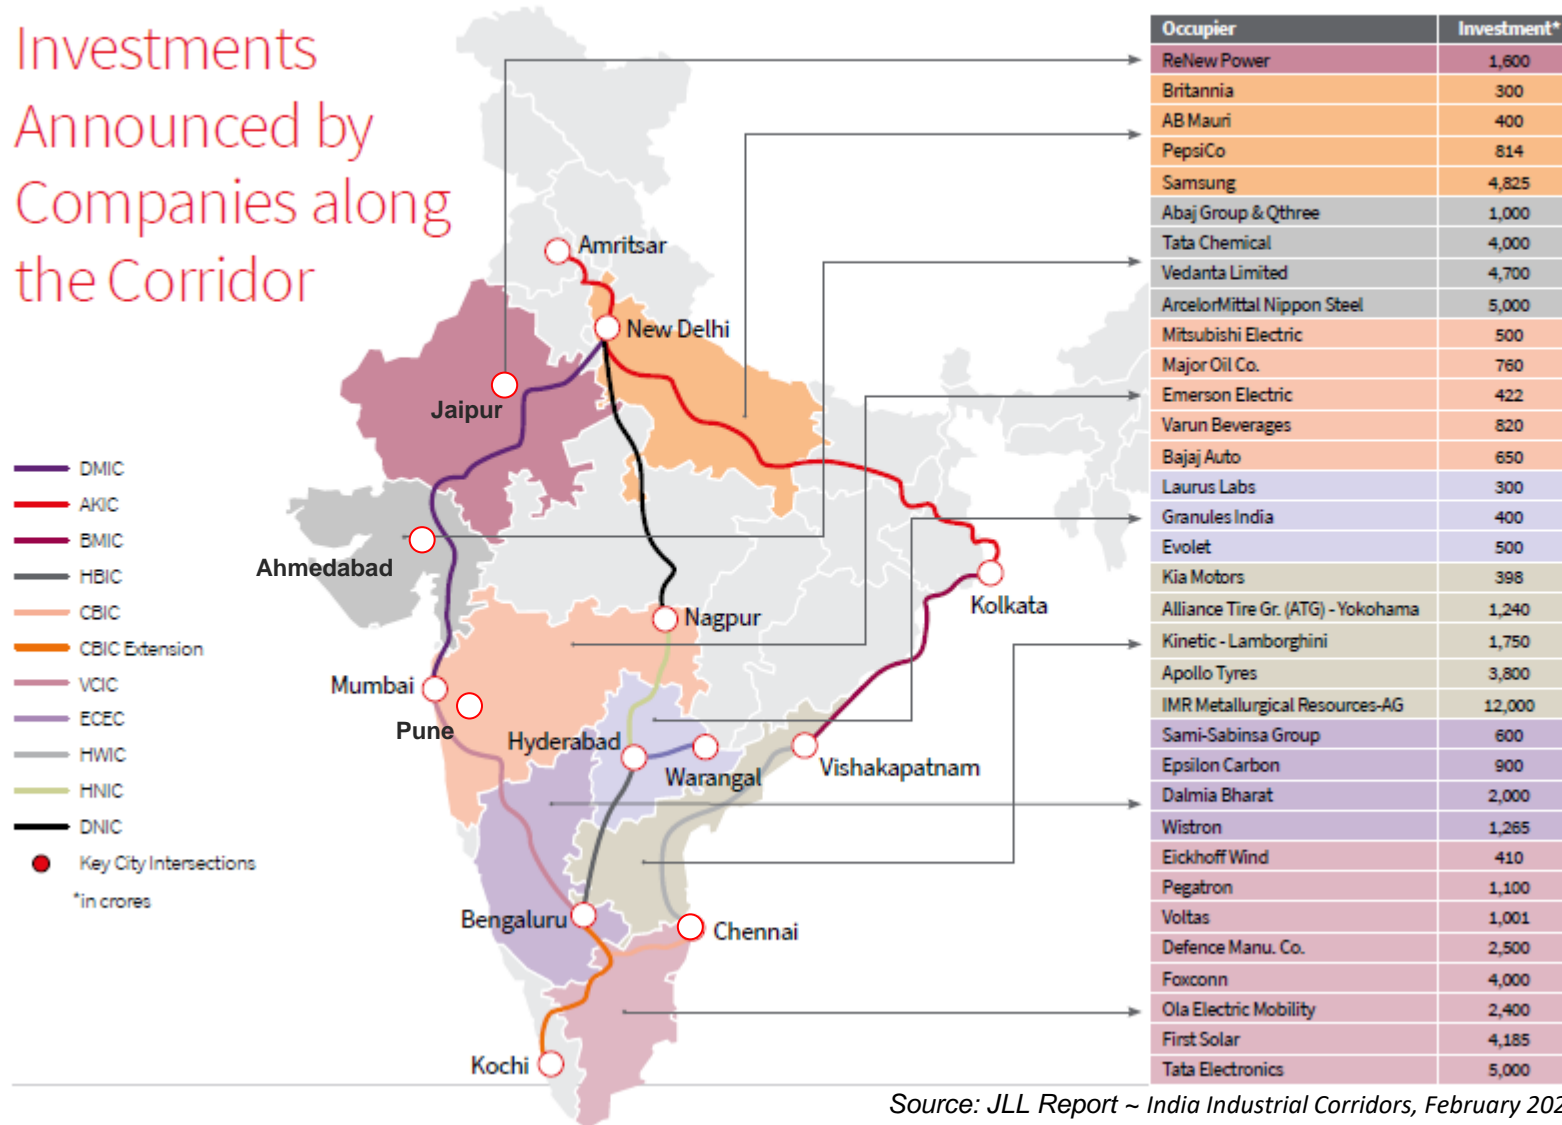 Investments
Announced by
Companies along
the Corridor
Amritsar
New Delhi
Jaipur
Ahmedabad
Nagpur
Kolkata
Mumbai
Pune
Hyderabad
Warangal
Vishakapatnam
Bengaluru
Chennai
Kochi
DMIC
AKIC
BMIC
HBIC
CBIC
CBIC Extension
VCIC
ECEC
HWIC
HNIC
DNIC
Key City Intersections
*in crores
Occupier Investment*
ReNew Power 1,600
Britannia 300
AB Mauri 400
PepsiCo 814
Samsung 4,825
Abaj Group & Qthree 1,000
Tata Chemical 4,000
Vedanta Limited 4,700
ArcelorMittal Nippon Steel 5,000
Mitsubishi Electric 500
Major Oil Co. 760
Emerson Electric 422
Varun Beverages 820
Bajaj Auto 650
Laurus Labs 300
Granules India 400
Evolet 500
Kia Motors 398
Alliance Tire Gr. (ATG) - Yokohama 1,240
Kinetic - Lamborghini 1,750
Apollo Tyres 3,800
IMR Metallurgical Resources-AG 12,000
Sami-Sabinsa Group 600
Epsilon Carbon 900
Dalmia Bharat 2,000
Wistron 1,265
Eickhoff Wind 410
Pegatron 1,100
Voltas 1,001
Defence Manu. Co. 2,500
Foxconn 4,000
Ola Electric Mobility 2,400
First Solar 4,185
Tata Electronics 5,000
Source: JLL Report ~ India Industrial Corridors, February 202